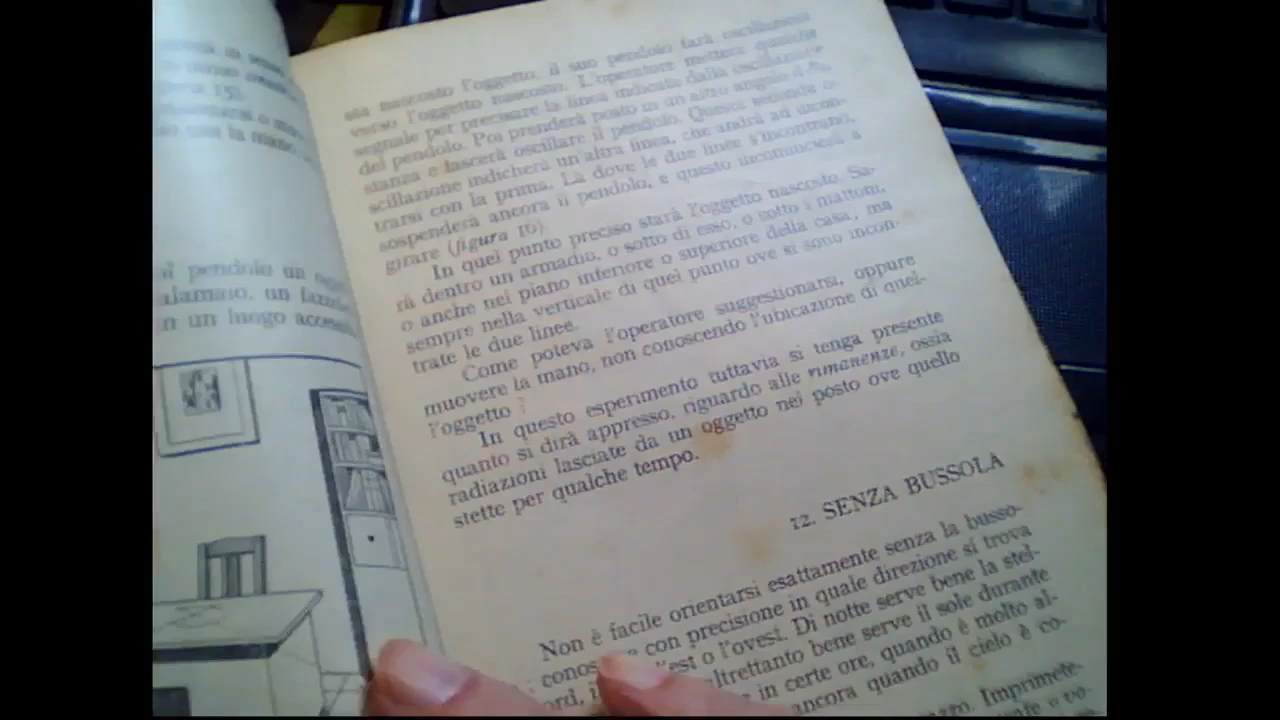 sta nascosto l'oggetto, il suo pendolo farà oscillazioni
verso l'oggetto nascosto. L'operatore metterà qualche
segnale per precisare la linea indicata dalla oscillazione
del pendolo. Poi prenderà posto in un altro angolo di
stanza e lascerà oscillare il pendolo. Questa seconda o-
scillazione indicherà un'altra linea, che andrà ad incon-
trarsi con la prima. Là dove le due linee s'incontrano,
sospenderà ancora il pendolo, e questo incomincierà a
girare (figura 16).
In quel punto preciso starà l'oggetto nascosto. Sa-
rà dentro un armadio, o sotto di esso, o sotto i mattoni,
o anche nel piano inferiore o superiore della casa, ma
sempre nella verticale di quel punto ove si sono incon-
trate le due linee.
Come poteva l'operatore suggestionarsi, oppure
muovere la mano, non conoscendo l'ubicazione di quel-
l'oggetto ?
In questo esperimento tuttavia si tenga presente
quanto si dirà appresso, riguardo alle rimanenze, ossia
radiazioni lasciate da un oggetto nel posto ove quello
stette per qualche tempo.
12. SENZA BUSSOLA
Non è facile orientarsi esattamente senza la busso-
con precisione in quale direzione si trova
l'est o l'ovest. Di notte serve bene la stel-
altrettanto bene serve il sole durante
in certe ore, quando è molto al-
ancora quando il cielo è co-
Imprimete-
al pendolo un
un
in un luogo